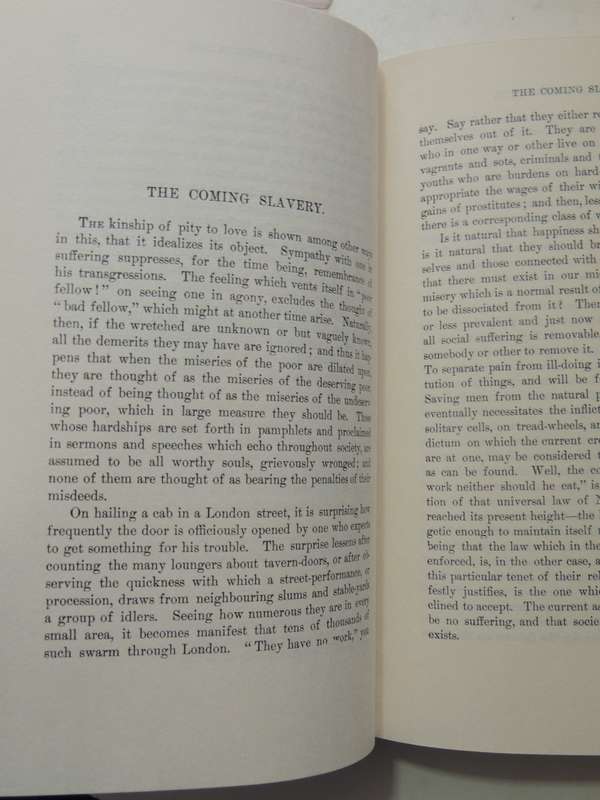 THE COMING SLAVERY.
THE kinship of pity to love is shown among other ways
in this, that it idealizes its object. Sympathy with one in
suffering suppresses, for the time being, remembrance of
his transgressions. The feeling which vents itself in "poor
fellow!" on seeing one in agony, excludes the thought of
"bad fellow," which might at another time arise. Naturally,
then, if the wretched are unknown or but vaguely known,
all the demerits they may have are ignored; and thus it hap
pens that when the miseries of the poor are dilated upon,
they are thought of as the miseries of the deserving poor,
instead of being thought of as the miseries of the undeserv
ing poor, which in large measure they should be. Those
whose hardships are set forth in pamphlets and proclaimed
in sermons and speeches which echo throughout society, are
assumed to be all worthy souls, grievously wronged; and
none of them are thought of as bearing the penalties of their
misdeeds.
On hailing a cab in a London street, it is surprising how
frequently the door is officiously opened by one who expects
to get something for his trouble. The surprise lessens after
counting the many loungers about tavern-doors, or after ob-
serving the quickness with which a street-performance, or
procession, draws from neighbouring slums and stable-yards
a group of idlers. Seeing how numerous they are in every
small area, it becomes manifest that tens of thousands of
such swarm through London. "They have no work," you
THE COMING SLA
say. Say rather that they either re
themselves out of it. They are
who in one way or other live on
vagrants and sots, criminals and
youths who are burdens on hard-
appropriate the wages of their wi
gains of prostitutes; and then, less
there is a corresponding class of w
Is it natural that happiness sh
is it natural that they should br
selves and those connected with
that there must exist in our mi
misery which is a normal result of
to be dissociated from it? Ther
or less prevalent and just now
all social suffering is removable,
somebody or other to remove it.
To separate pain from ill-doing i
tution of things, and will be f
Saving men from the natural p
eventually necessitates the inflict
solitary cells, on tread-wheels, an
dictum on which the current cre
are at one, may be considered t
as can be found. Well, the co
work neither should he eat," is
tion of that universal law of N
reached its present height—the
getic enough to maintain itself
being that the law which in the
enforced, is, in the other case, a
this particular tenet of their rel
festly justifies, is the one which
clined to accept. The current as
be no suffering, and that socie
exists.